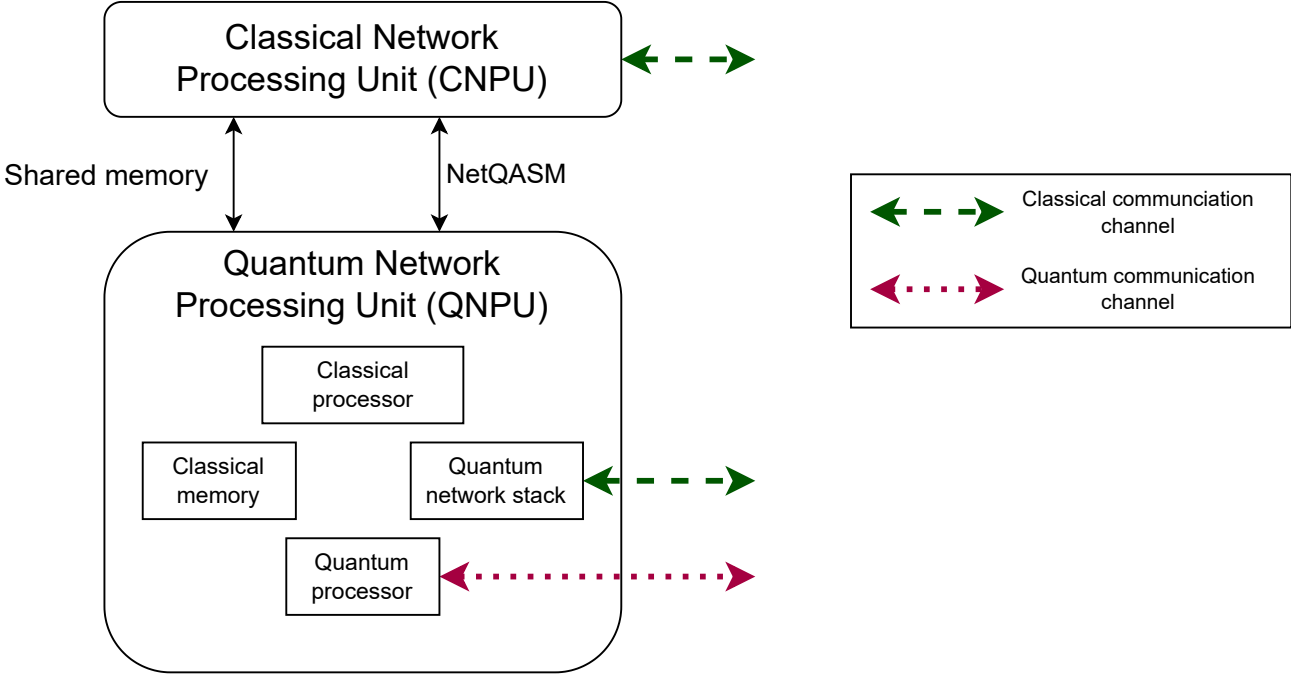 Classical Network
Processing Unit (CNPU)
Shared memory
NetQASM
Classical communciation
channel
Quantum communication
channel
Quantum Network
Processing Unit (QNPU)
Classical
processor
Classical
memory
Quantum
network stack
Quantum
processor